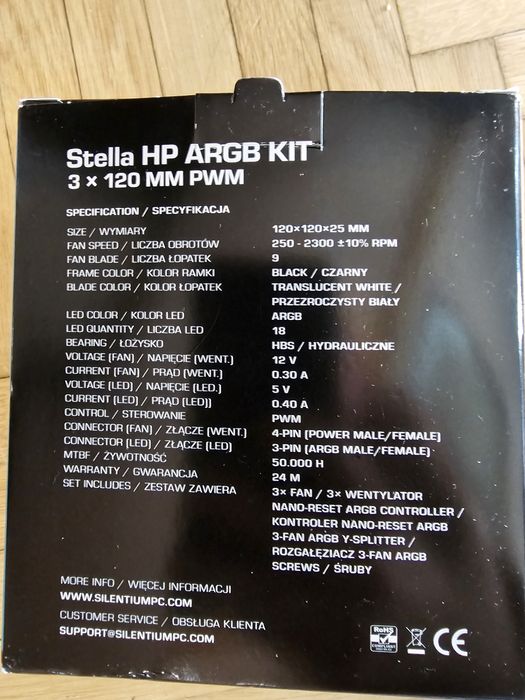 Stella HP ARGB KIT
3 × 120 MM PWM
SPECIFICATION / SPECYFIKACJA
SIZE / WYMIARY 120×120×25 MM
FAN SPEED / LICZBA OBROTÓW 250 - 2300 ±10% RPM
FAN BLADE / LICZBA ŁOPATEK 9
FRAME COLOR / KOLOR RAMKI BLACK / CZARNY
BLADE COLOR / KOLOR ŁOPATEK TRANSLUCENT WHITE /
PRZEZROCZYSTY BIAŁY
LED COLOR / KOLOR LED ARGB
LED QUANTITY / LICZBA LED 18
BEARING / ŁOŻYSKO HBS / HYDRAULICZNE
VOLTAGE (FAN) / NAPIĘCIE (WENT.) 12 V
CURRENT (FAN) / PRĄD (WENT.) 0.30 A
VOLTAGE (LED) / NAPIĘCIE (LED.) 5 V
CURRENT (LED) / PRĄD (LED)) 0.40 A
CONTROL / STEROWANIE PWM
CONNECTOR (FAN) / ZŁĄCZE (WENT.) 4-PIN (POWER MALE/FEMALE)
CONNECTOR (LED) / ZŁĄCZE (LED) 3-PIN (ARGB MALE/FEMALE)
MTBF / ŻYWOTNOŚĆ 50.000 H
WARRANTY / GWARANCJA 24 M
SET INCLUDES / ZESTAW ZAWIERA 3× FAN / 3× WENTYLATOR
NANO-RESET ARGB CONTROLLER /
KONTROLER NANO-RESET ARGB
3-FAN ARGB Y-SPLITTER /
ROZGAŁĘZIACZ 3-FAN ARGB
SCREWS / ŚRUBY
MORE INFO / WIĘCEJ INFORMACJI
WWW.SILENTIUMPC.COM
CUSTOMER SERVICE / OBSŁUGA KLIENTA
SUPPORT@SILENTIUMPC.COM
RoHS
COMPLIANT
CE